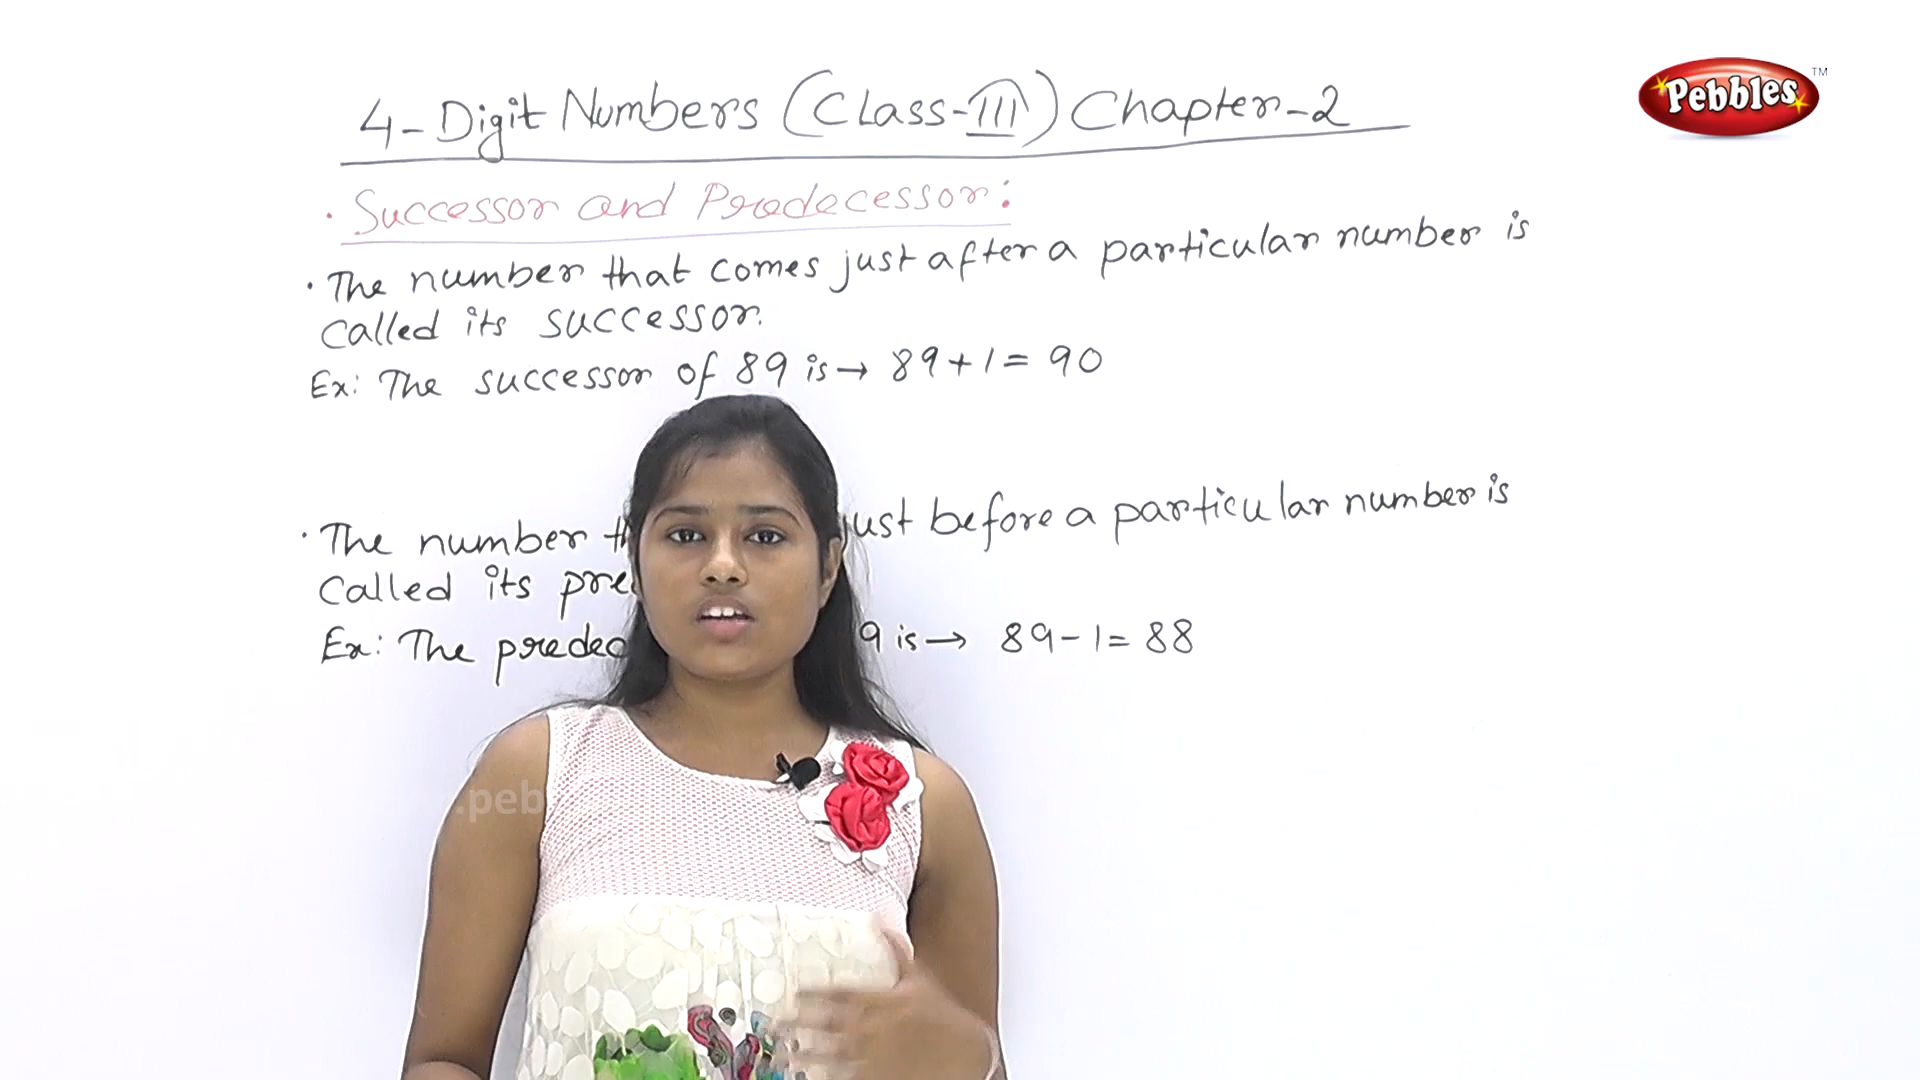 4-Digit Numbers (Class-III) Chapter-2
Pebbles TM
• Successor and Predecessor:
• The number that comes just after a particular number is
called its successor.
Ex: The successor of 89 is → 89+1= 90
• The number just before a particular number is
called its
Ex: The 9 is → 89-1= 88
.peb